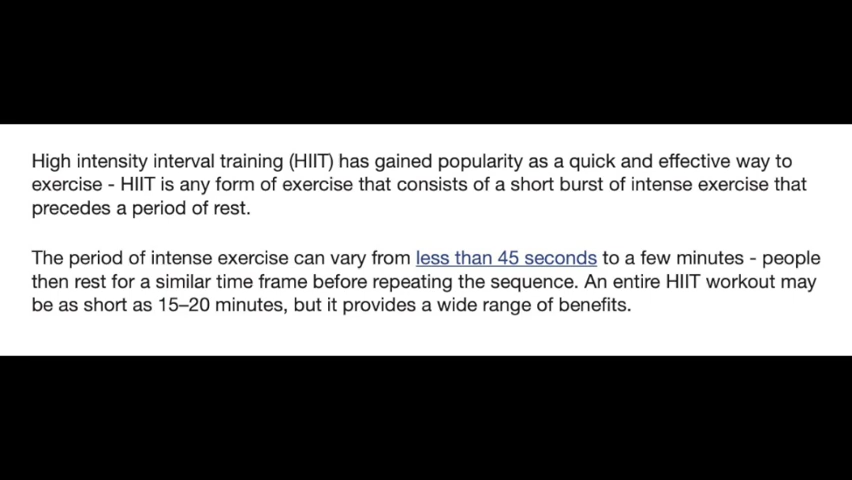 High intensity interval training (HIIT) has gained popularity as a quick and effective way to
exercise - HIIT is any form of exercise that consists of a short burst of intense exercise that
precedes a period of rest.
The period of intense exercise can vary from less than 45 seconds to a few minutes - people
then rest for a similar time frame before repeating the sequence. An entire HIIT workout may
be as short as 15–20 minutes, but it provides a wide range of benefits.